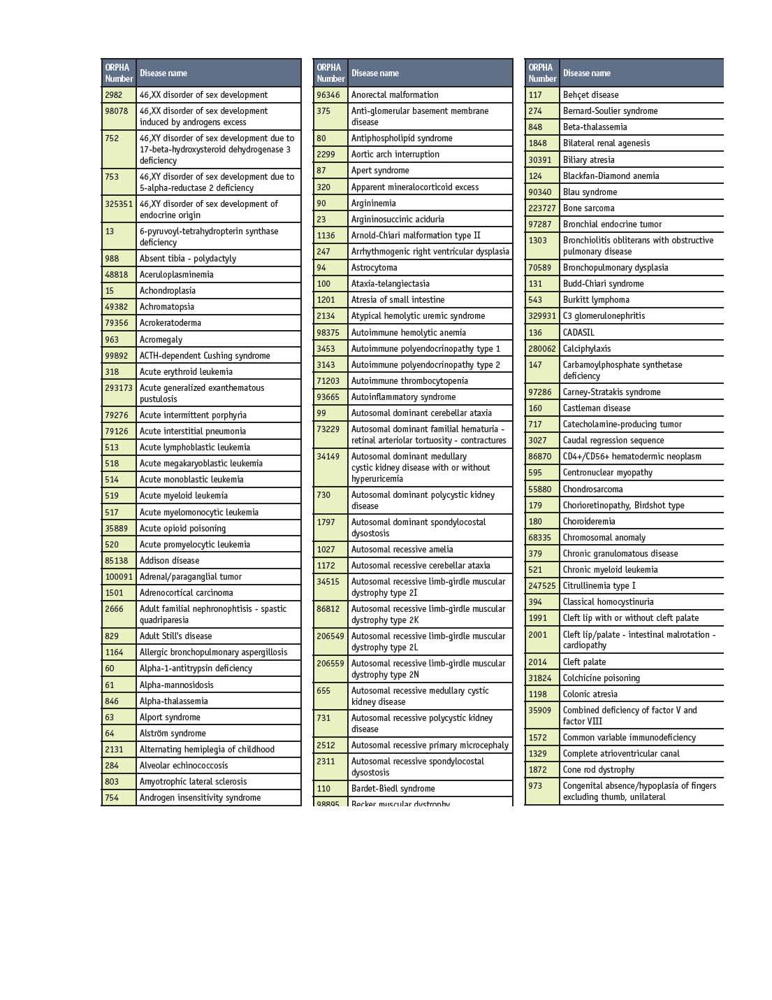 ORPHA
Number Disease name
2982 46,XX disorder of sex development
98078 46,XX disorder of sex development
induced by androgens excess
752 46,XY disorder of sex development due to
17-beta-hydroxysteroid dehydrogenase 3
deficiency
753 46,XY disorder of sex development due to
5-alpha-reductase 2 deficiency
325351 46,XY disorder of sex development of
endocrine origin
13 6-pyruvoyl-tetrahydropterin synthase
deficiency
988 Absent tibia - polydactyly
48818 Aceruloplasminemia
15 Achondroplasia
49382 Achromatopsia
79356 Acrokeratoderma
963 Acromegaly
99892 ACTH-dependent Cushing syndrome
318 Acute erythroid leukemia
293173 Acute generalized exanthematous
pustulosis
79276 Acute intermittent porphyria
79126 Acute interstitial pneumonia
513 Acute lymphoblastic leukemia
518 Acute megakaryoblastic leukemia
514 Acute monoblastic leukemia
519 Acute myeloid leukemia
517 Acute myelomonocytic leukemia
35889 Acute opioid poisoning
520 Acute promyelocytic leukemia
85138 Addison disease
100091 Adrenal/paraganglial tumor
1501 Adrenocortical carcinoma
2666 Adult familial nephronophtisis - spastic
quadriparesia
829 Adult Still's disease
1164 Allergic bronchopulmonary aspergillosis
60 Alpha-1-antitrypsin deficiency
61 Alpha-mannosidosis
846 Alpha-thalassemia
63 Alport syndrome
64 Alström syndrome
2131 Alternating hemiplegia of childhood
284 Alveolar echinococcosis
803 Amyotrophic lateral sclerosis
754 Androgen insensitivity syndrome
ORPHA
Number Disease name
96346 Anorectal malformation
375 Anti-glomerular basement membrane
disease
80 Antiphospholipid syndrome
2299 Aortic arch interruption
87 Apert syndrome
320 Apparent mineralocorticoid excess
90 Argininemia
23 Argininosuccinic aciduria
1136 Arnold-Chiari malformation type II
247 Arrhythmogenic right ventricular dysplasia
94 Astrocytoma
100 Ataxia-telangiectasia
1201 Atresia of small intestine
2134 Atypical hemolytic uremic syndrome
98375 Autoimmune hemolytic anemia
3453 Autoimmune polyendocrinopathy type 1
3143 Autoimmune polyendocrinopathy type 2
71203 Autoimmune thrombocytopenia
93665 Autoinflammatory syndrome
99 Autosomal dominant cerebellar ataxia
73229 Autosomal dominant familial hematuria -
retinal arteriolar tortuosity - contractures
34149 Autosomal dominant medullary
cystic kidney disease with or without
hyperuricemia
730 Autosomal dominant polycystic kidney
disease
1797 Autosomal dominant spondylocostal
dysostosis
1027 Autosomal recessive amelia
1172 Autosomal recessive cerebellar ataxia
34515 Autosomal recessive limb-girdle muscular
dystrophy type 2I
86812 Autosomal recessive limb-girdle muscular
dystrophy type 2K
206549 Autosomal recessive limb-girdle muscular
dystrophy type 2L
206559 Autosomal recessive limb-girdle muscular
dystrophy type 2N
655 Autosomal recessive medullary cystic
kidney disease
731 Autosomal recessive polycystic kidney
disease
2512 Autosomal recessive primary microcephaly
2311 Autosomal recessive spondylocostal
dysostosis
110 Bardet-Biedl syndrome
98895 Becker muscular dystrophy
ORPHA
Number Disease name
117 Behçet disease
274 Bernard-Soulier syndrome
848 Beta-thalassemia
1848 Bilateral renal agenesis
30391 Biliary atresia
124 Blackfan-Diamond anemia
90340 Blau syndrome
223727 Bone sarcoma
97287 Bronchial endocrine tumor
1303 Bronchiolitis obliterans with obstructive
pulmonary disease
70589 Bronchopulmonary dysplasia
131 Budd-Chiari syndrome
543 Burkitt lymphoma
329931 C3 glomerulonephritis
136 CADASIL
280062 Calciphylaxis
147 Carbamoylphosphate synthetase
deficiency
97286 Carney-Stratakis syndrome
160 Castleman disease
717 Catecholamine-producing tumor
3027 Caudal regression sequence
86870 CD4+/CD56+ hematodermic neoplasm
595 Centronuclear myopathy
55880 Chondrosarcoma
179 Chorioretinopathy, Birdshot type
180 Choroideremia
68335 Chromosomal anomaly
379 Chronic granulomatous disease
521 Chronic myeloid leukemia
247525 Citrullinemia type I
394 Classical homocystinuria
1991 Cleft lip with or without cleft palate
2001 Cleft lip/palate - intestinal malrotation -
cardiopathy
2014 Cleft palate
31824 Colchicine poisoning
1198 Colonic atresia
35909 Combined deficiency of factor V and
factor VIII
1572 Common variable immunodeficiency
1329 Complete atrioventricular canal
1872 Cone rod dystrophy
973 Congenital absence/hypoplasia of fingers
excluding thumb, unilateral